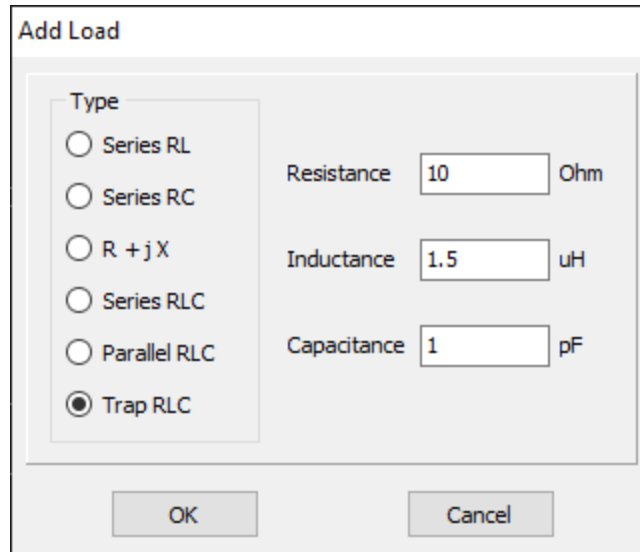 Add Load
Type
Series RL
Series RC
R + j X
Series RLC
Parallel RLC
Trap RLC
Resistance 10 Ohm
Inductance 1.5 uH
Capacitance 1 pF
OK Cancel